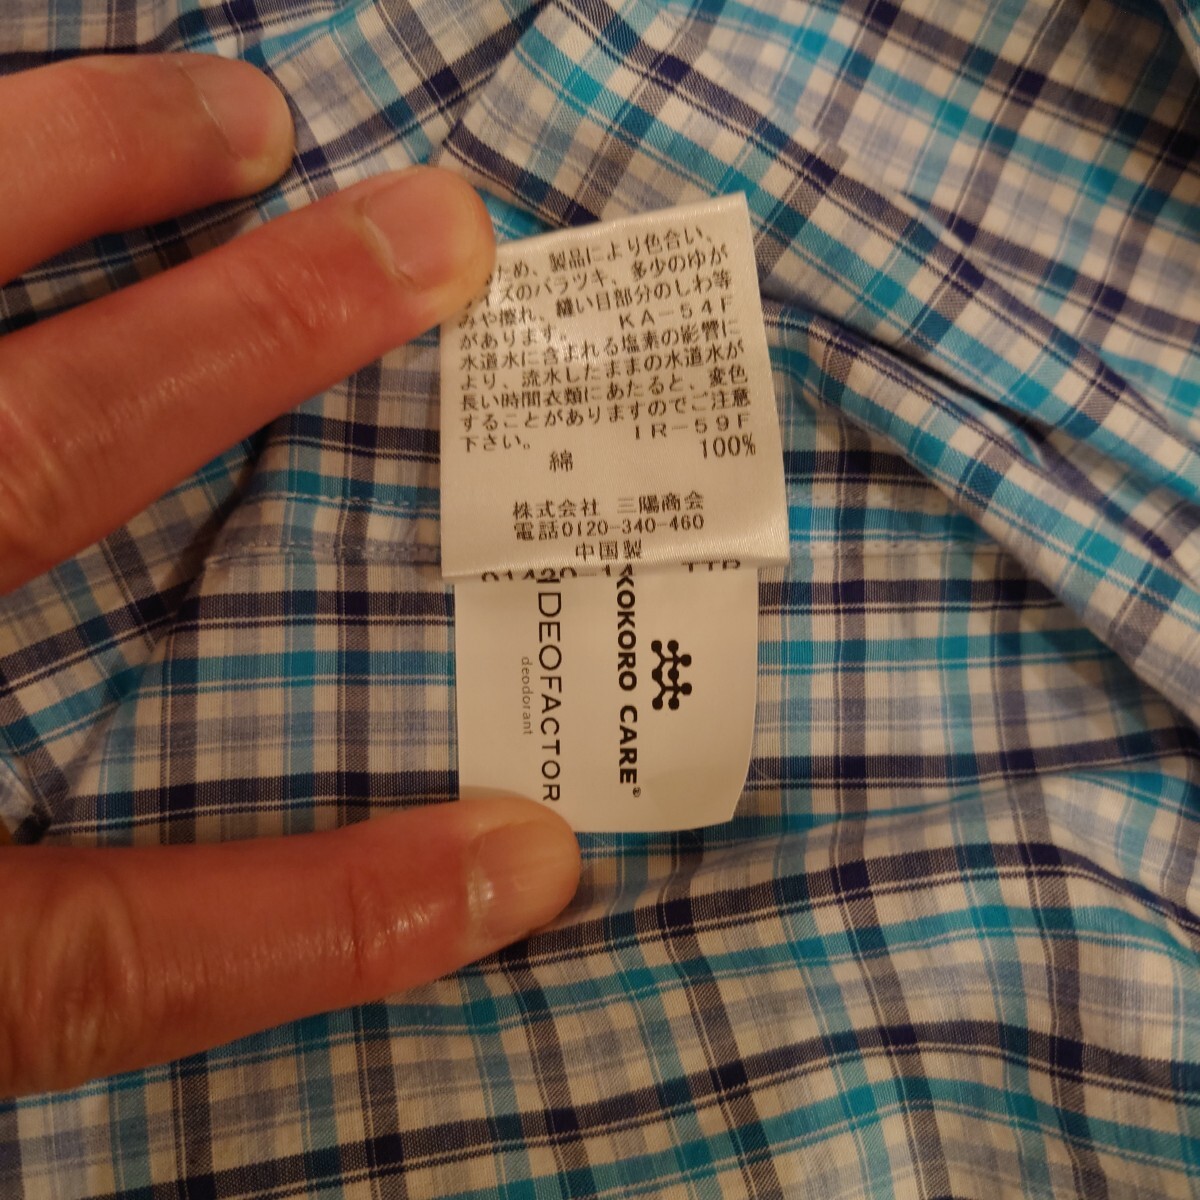 ため、製品により色合い、
イズのバラツキ、多少のゆが
みや擦れ、縫い目部分のしわ等
があります。 KA-54F
水道水に含まれる塩素の影響に
より、流水したままの水道水が
長い時間衣類にあたると、変色
することがありますのでご注意
下さい。 IR-59F
綿 100%
株式会社 三陽商会
電話0120-340-460
中国製
KOKORO CARE®
DEOFACTOR
deodorant